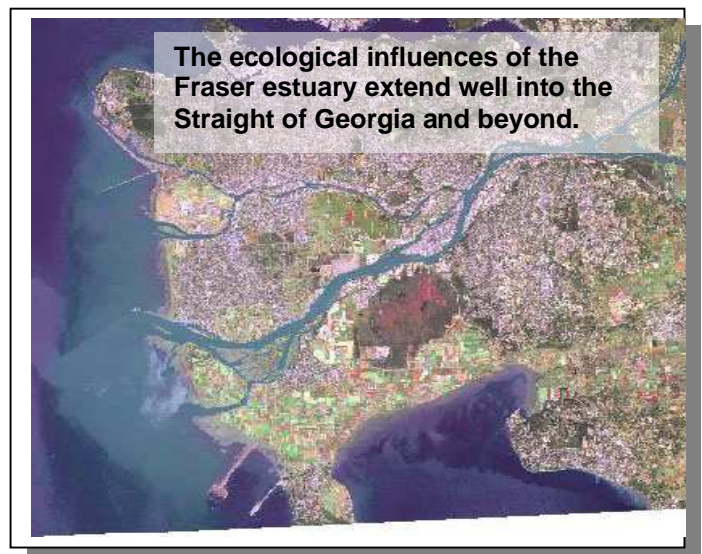 The ecological influences of the
Fraser estuary extend well into the
Straight of Georgia and beyond.